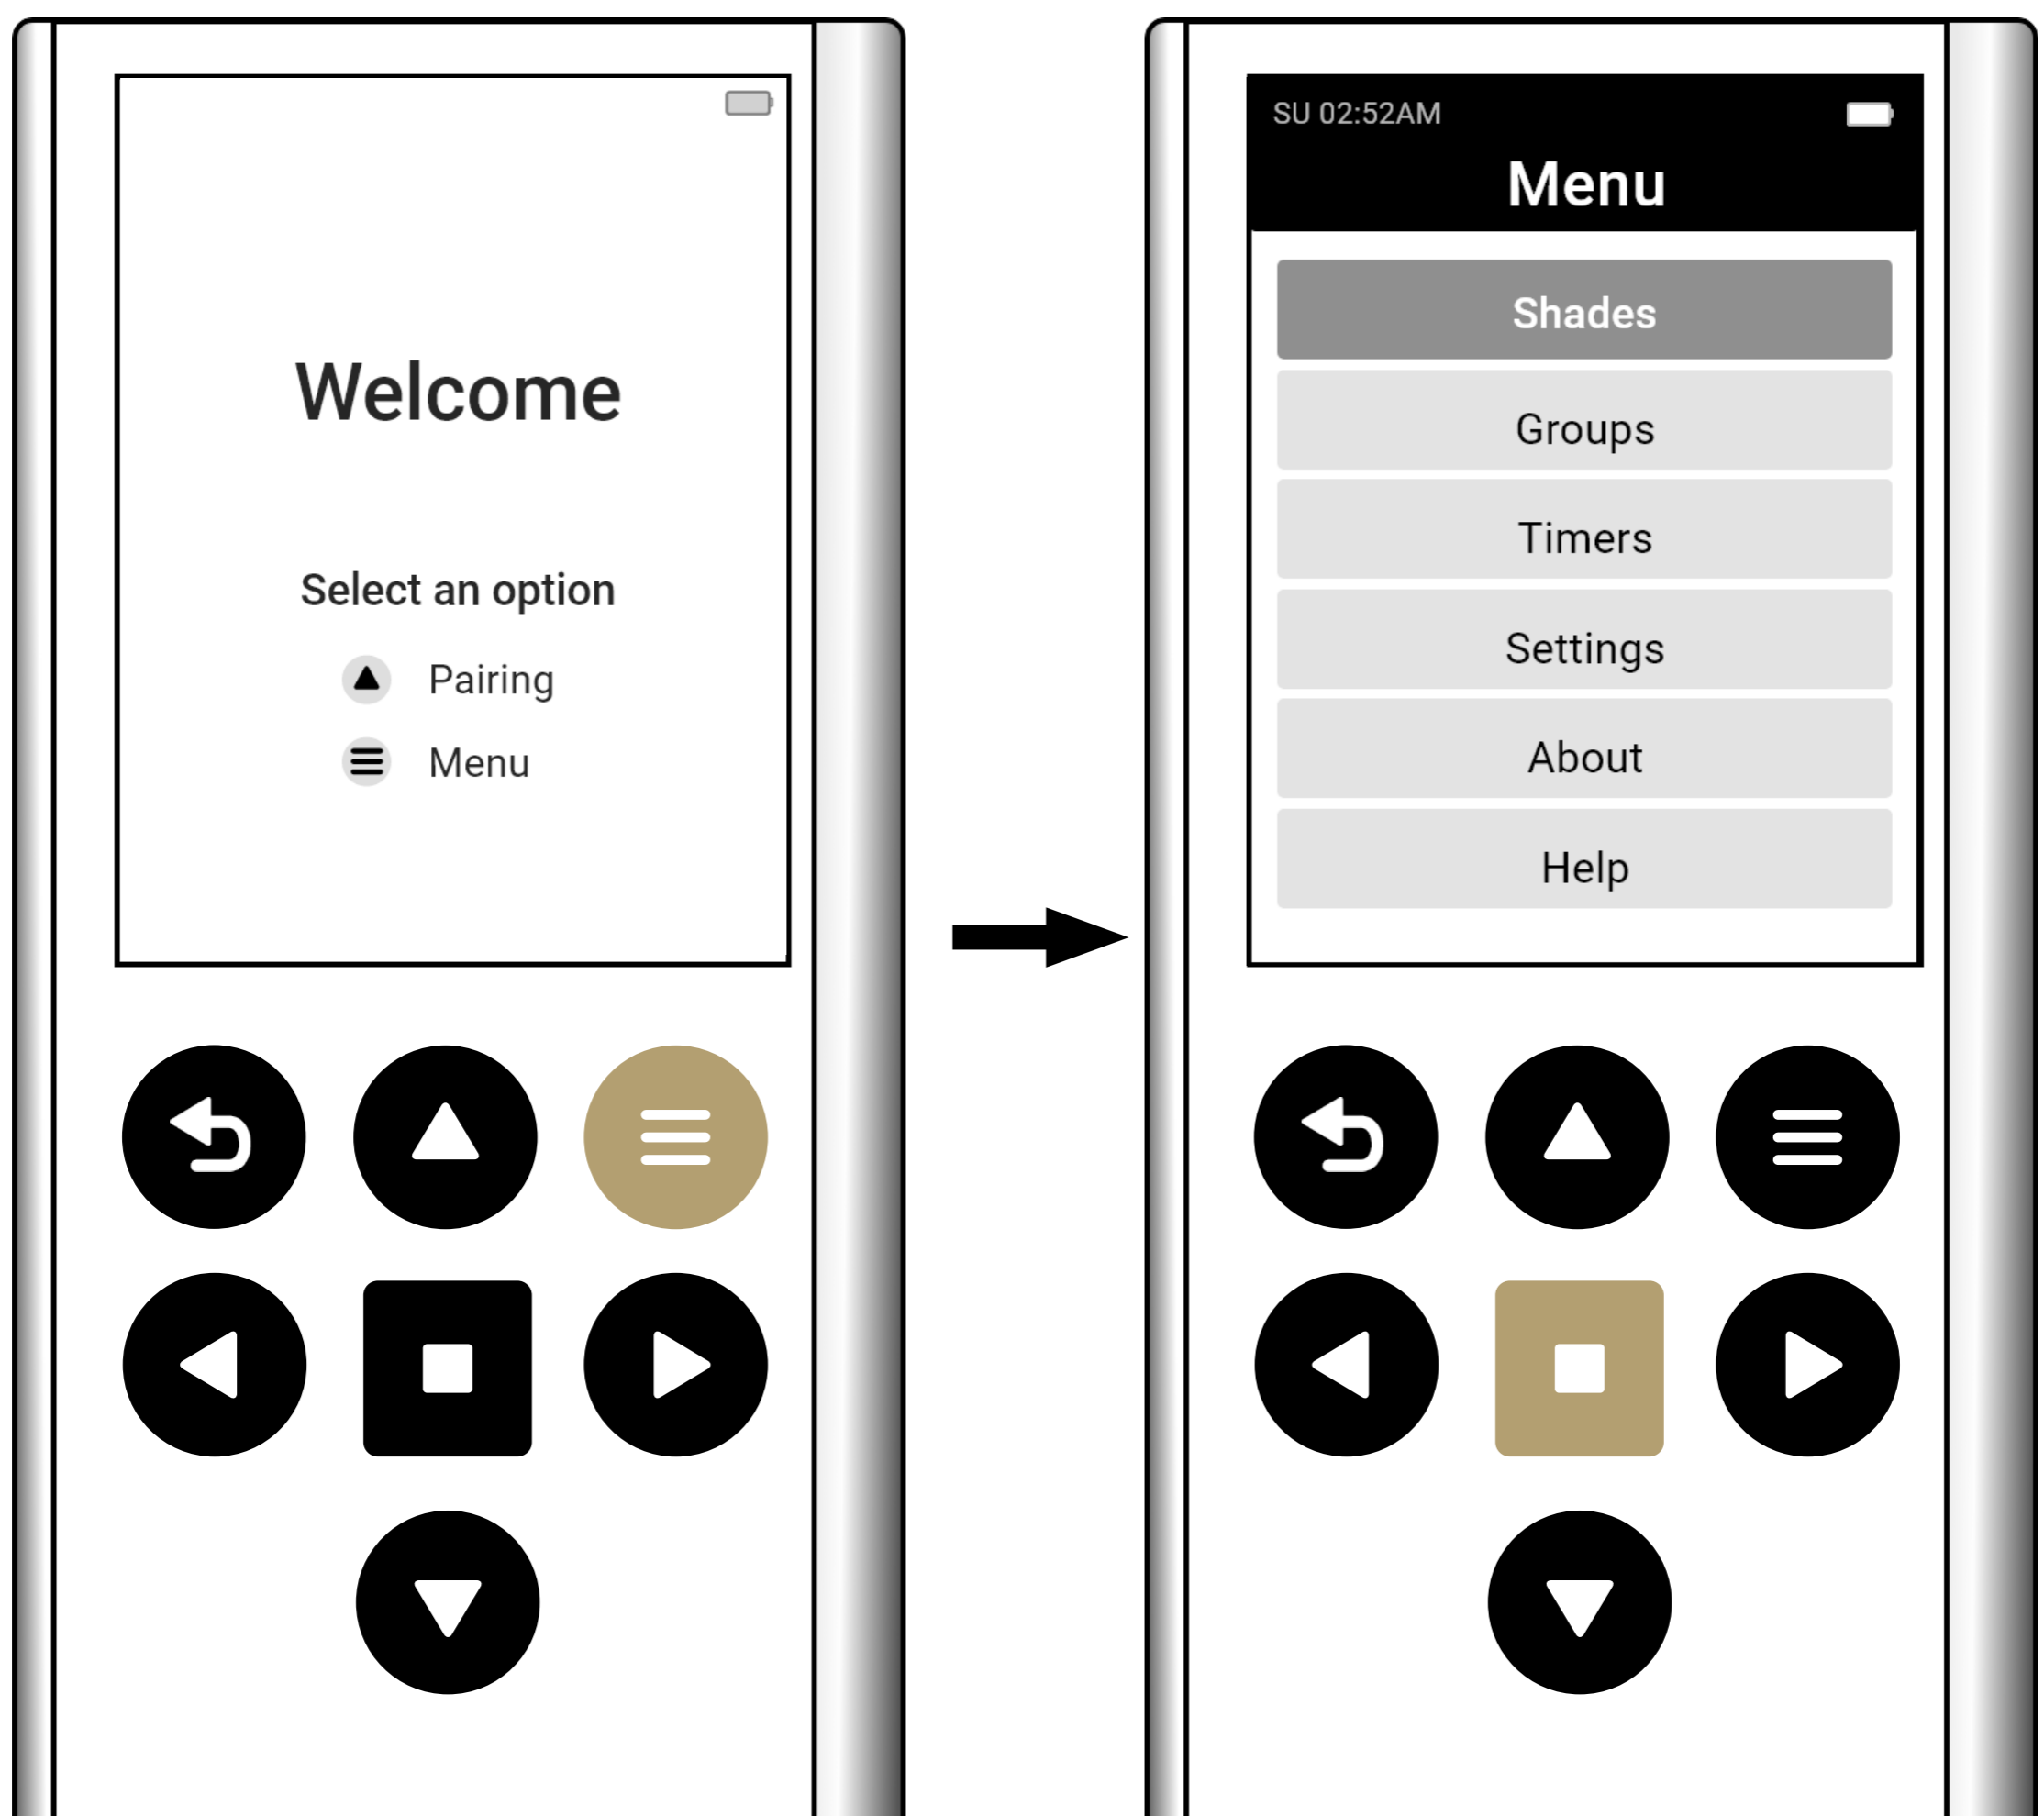 Welcome
Select an option
Pairing
Menu
SU 02:52AM
Menu
Shades
Groups
Timers
Settings
About
Help